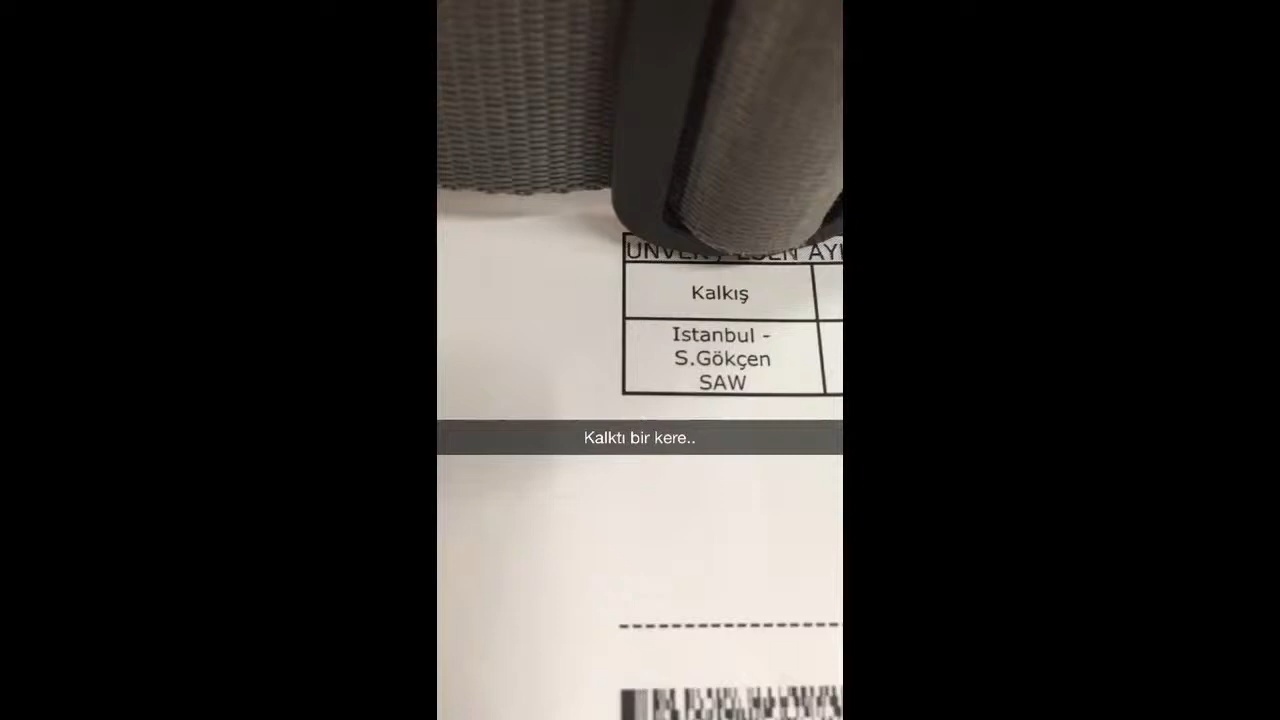 Kalkış
Istanbul -
S.Gökçen
SAW
Kalktı bir kere..